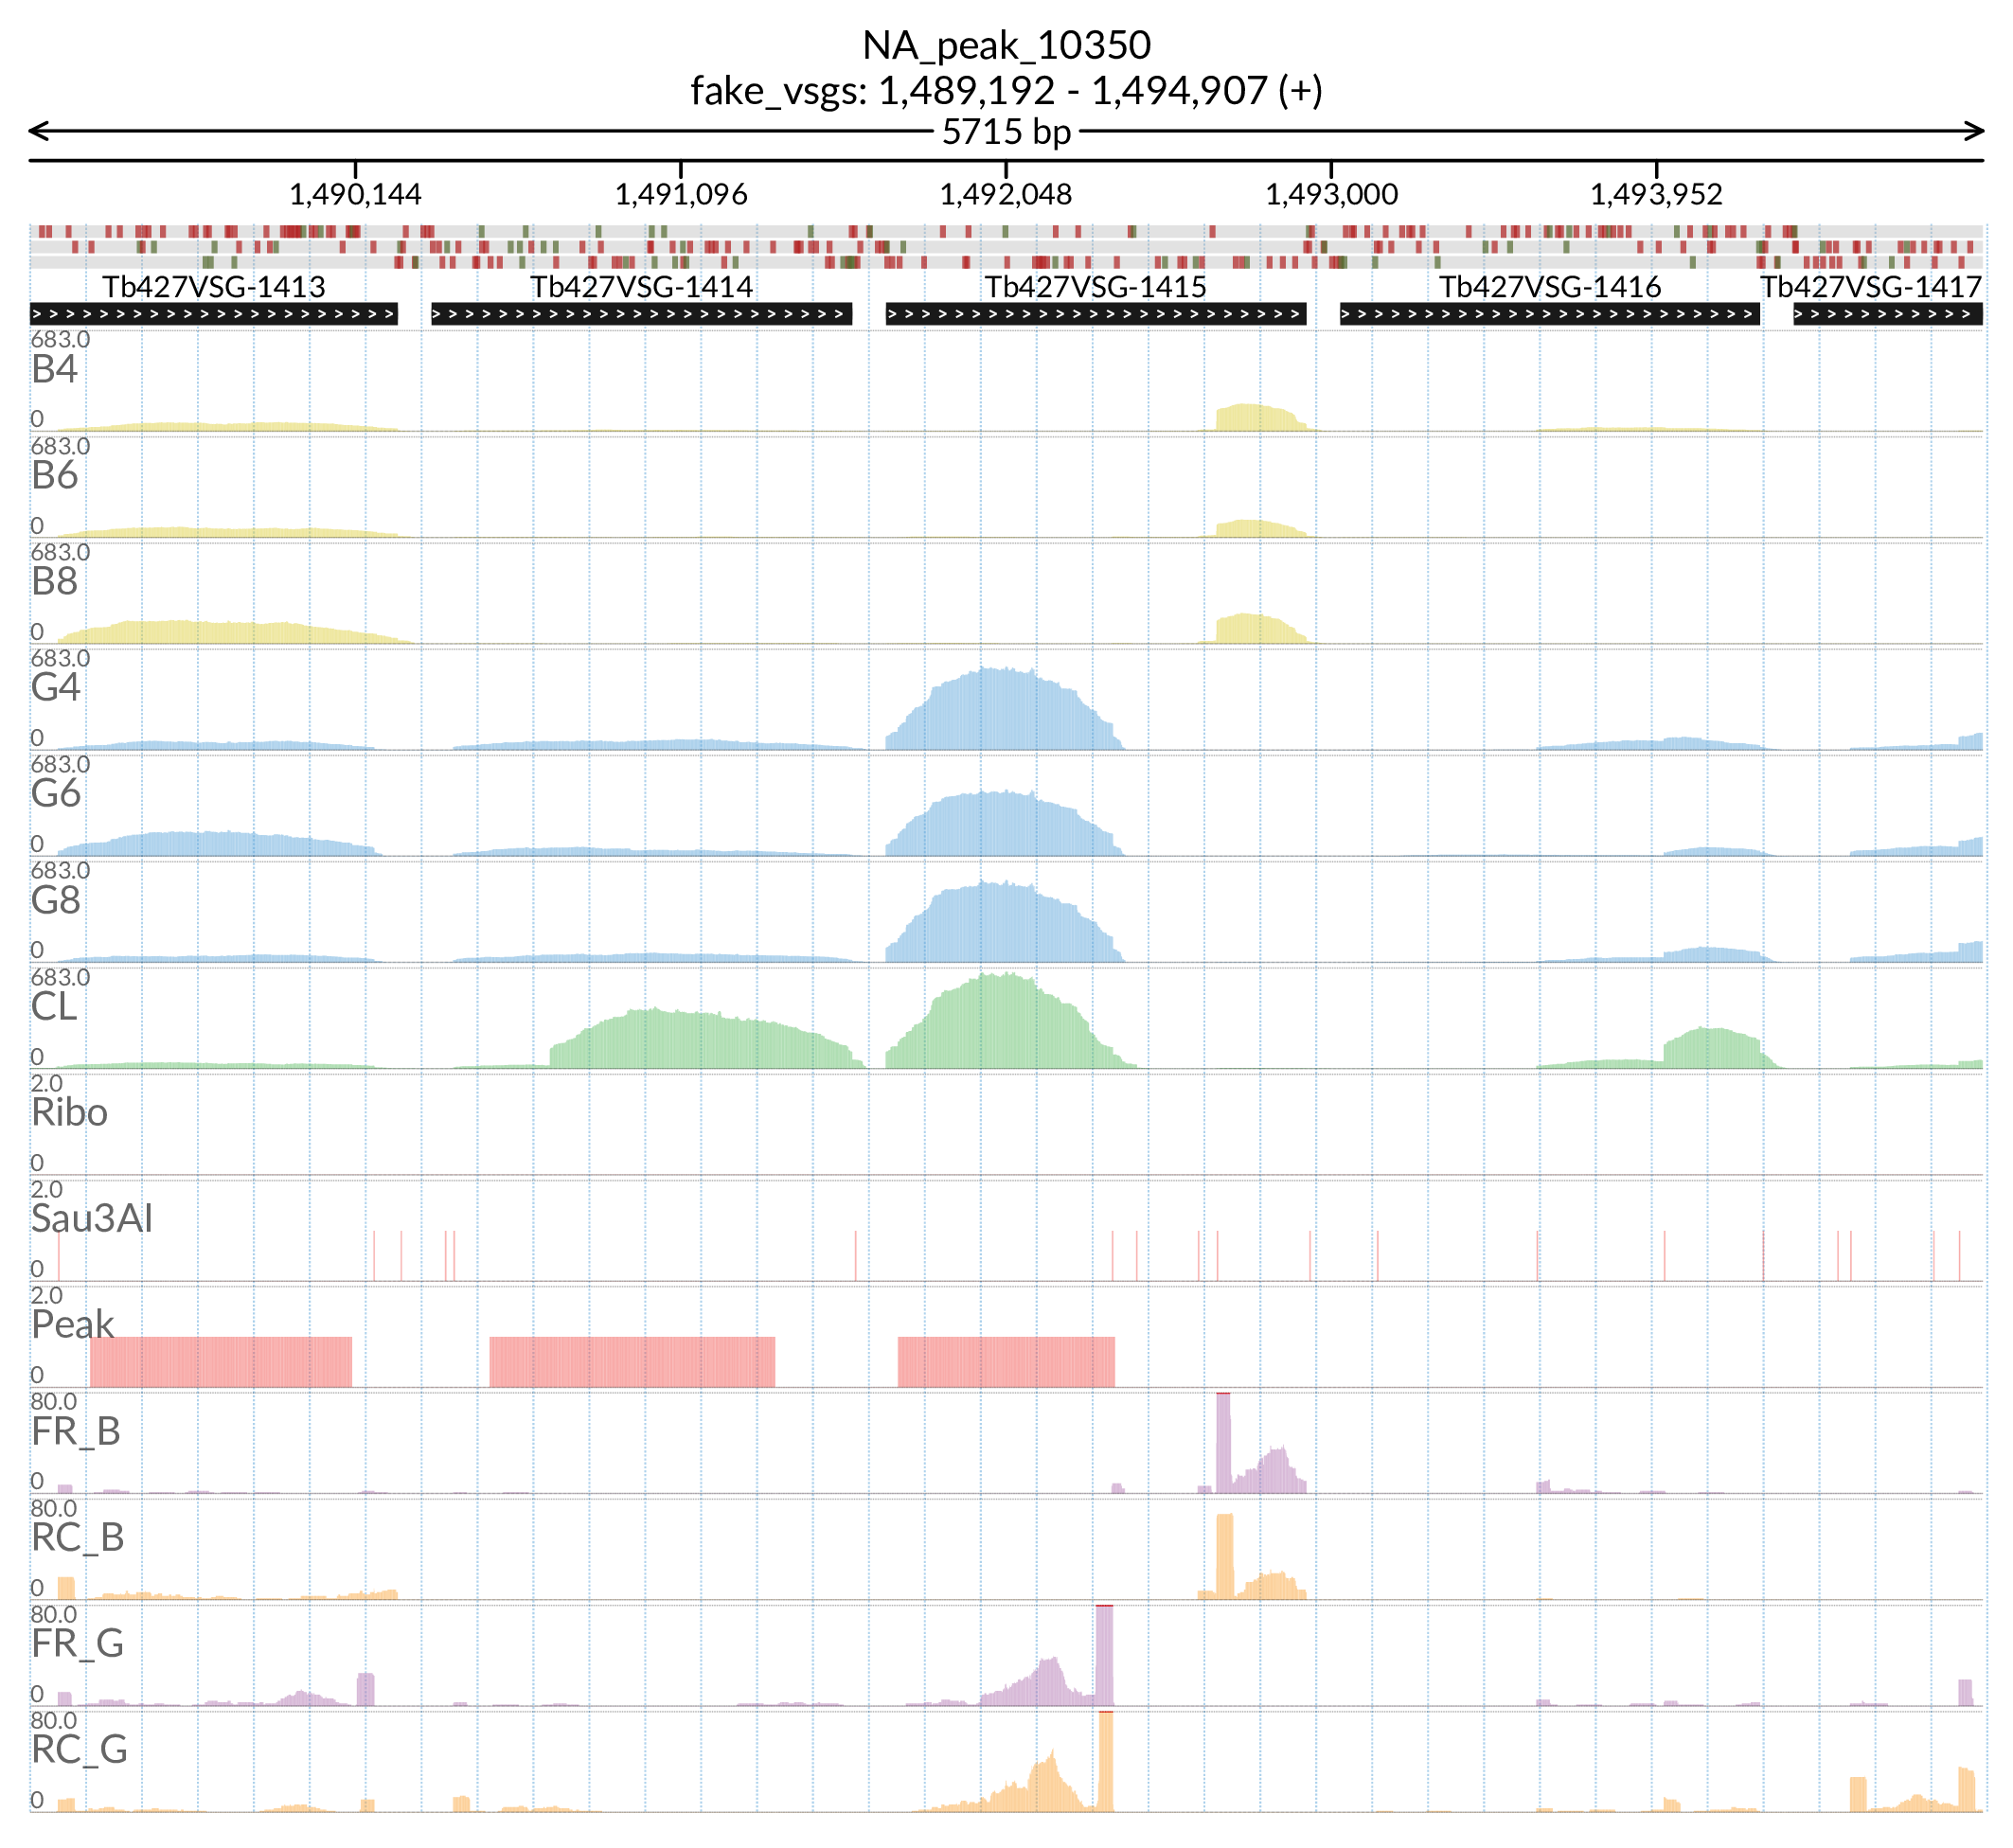 NA_peak_10350
fake_vsgs: 1,489,192 - 1,494,907 (+)
5715 bp
1,490,144 1,491,096 1,492,048 1,493,000 1,493,952
Tb427VSG-1413 Tb427VSG-1414 Tb427VSG-1415 Tb427VSG-1416 Tb427VSG-1417
683.0
B4
0
683.0
B6
0
683.0
B8
0
683.0
G4
0
683.0
G6
0
683.0
G8
0
683.0
CL
0
2.0
Ribo
0
2.0
Sau3AI
0
2.0
Peak
0
80.0
FR_B
0
80.0
RC_B
0
80.0
FR_G
0
80.0
RC_G
0